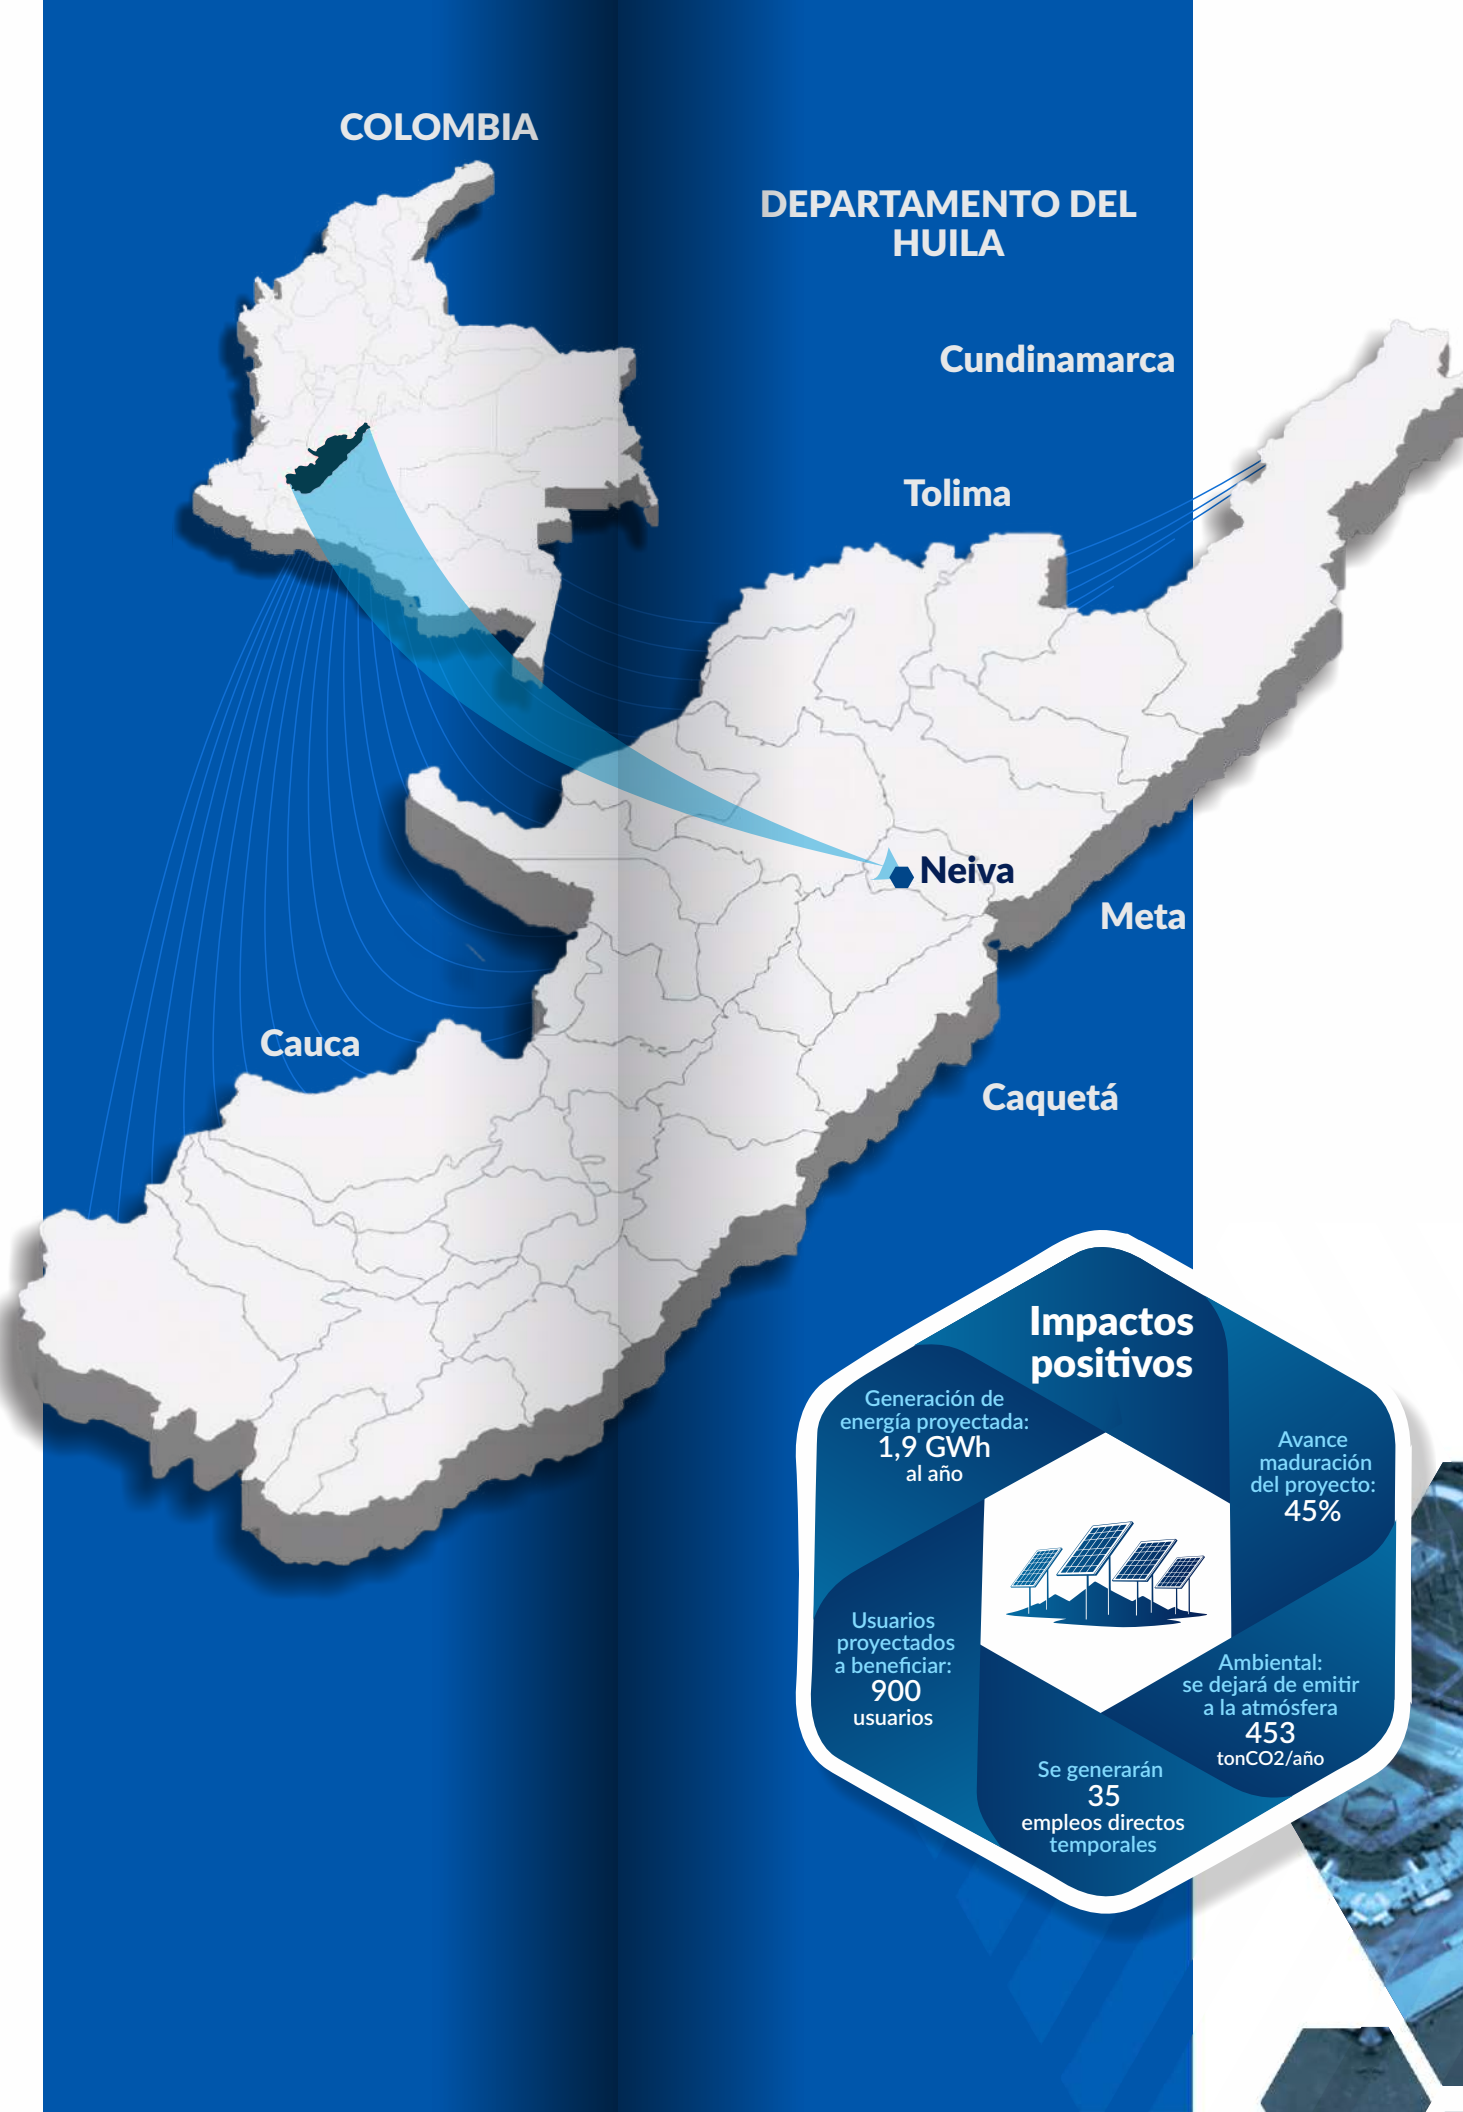 COLOMBIA
DEPARTAMENTO DEL
HUILA
Cundinamarca
Tolima
Neiva
Meta
Cauca
Caquetá
Impactos
positivos
Generación de
energía proyectada:
1,9 GWh
al año
Avance
maduración
del proyecto:
45%
Usuarios
proyectados
a beneficiar:
900
usuarios
Ambiental:
se dejará de emitir
a la atmósfera
453
tonCO2/año
Se generarán
35
empleos directos
temporales